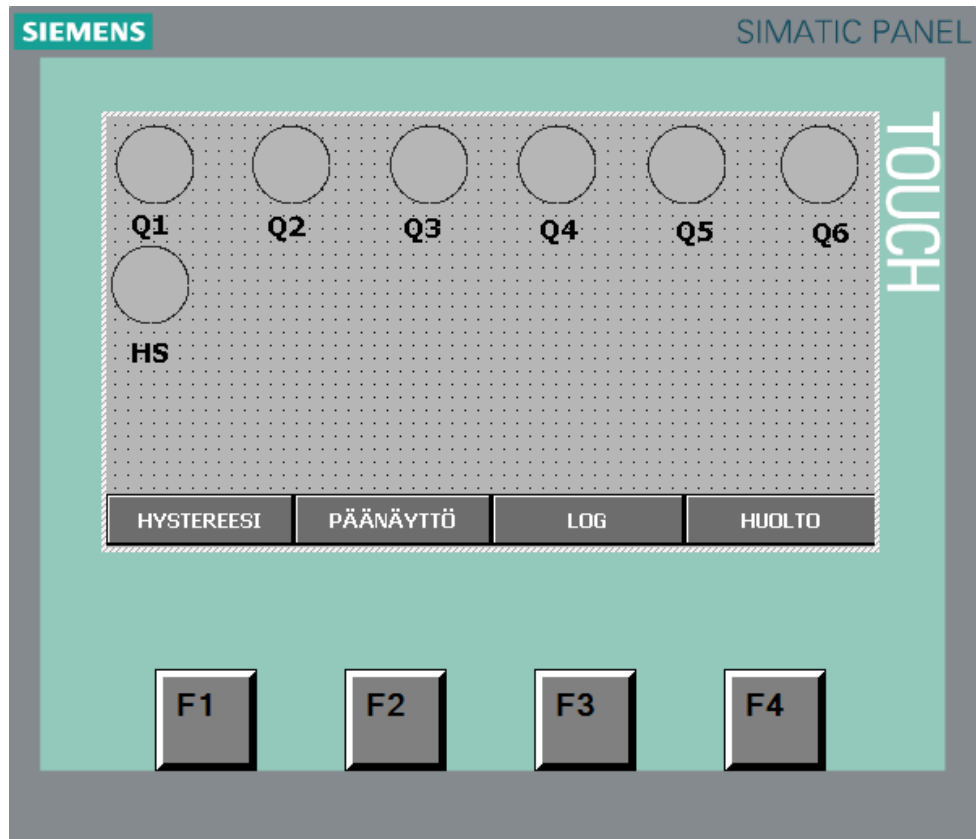 SIEMENS
SIMATIC PANEL
TOUCH
Q1 Q2 Q3 Q4 Q5 Q6
HS
HYSTEREESI PÄÄNÄYTTÖ LOG HUOLTO
F1 F2 F3 F4